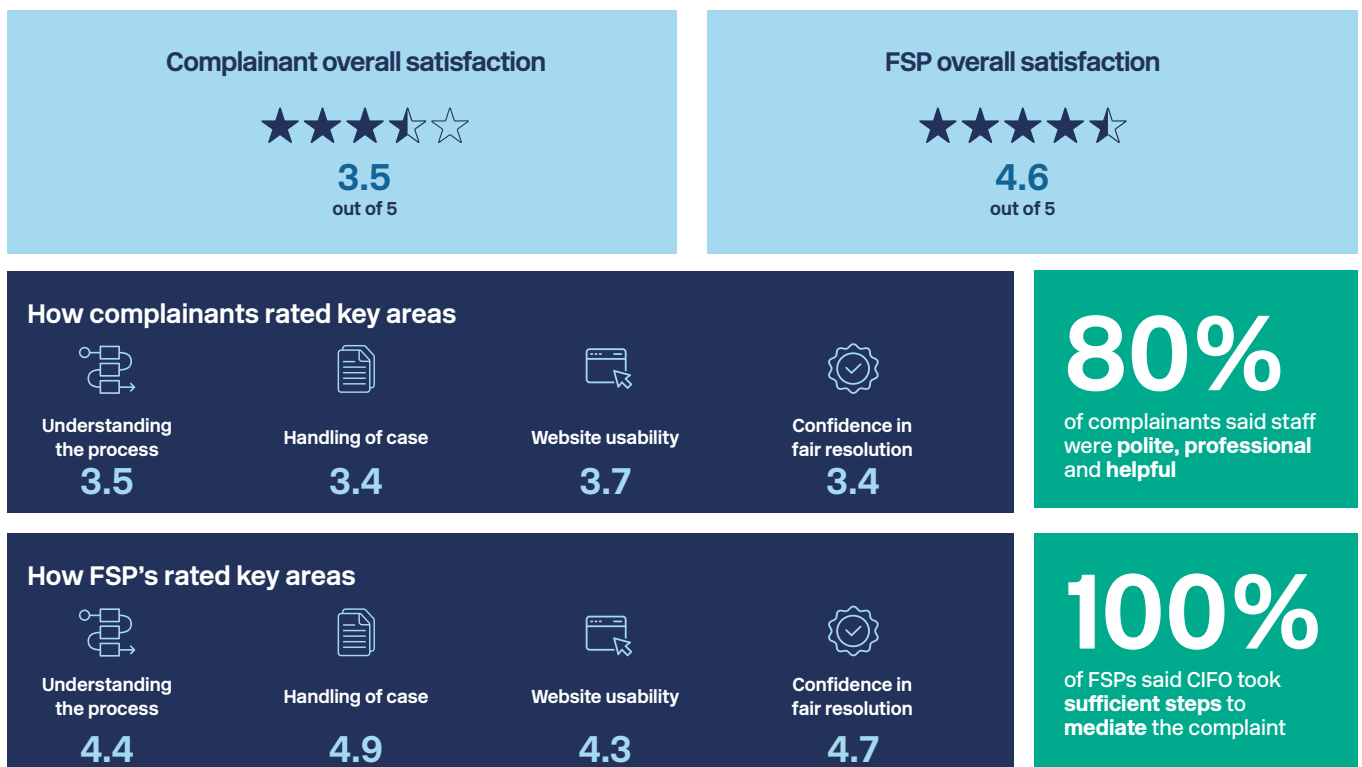 Complainant overall satisfaction
3.5
out of 5
FSP overall satisfaction
4.6
out of 5
How complainants rated key areas
Understanding
the process
3.5
Handling of case
3.4
Website usability
3.7
Confidence in
fair resolution
3.4
80%
of complainants said staff
were polite, professional
and helpful
How FSP’s rated key areas
Understanding
the process
4.4
Handling of case
4.9
Website usability
4.3
Confidence in
fair resolution
4.7
100%
of FSPs said CIFO took
sufficient steps to
mediate the complaint